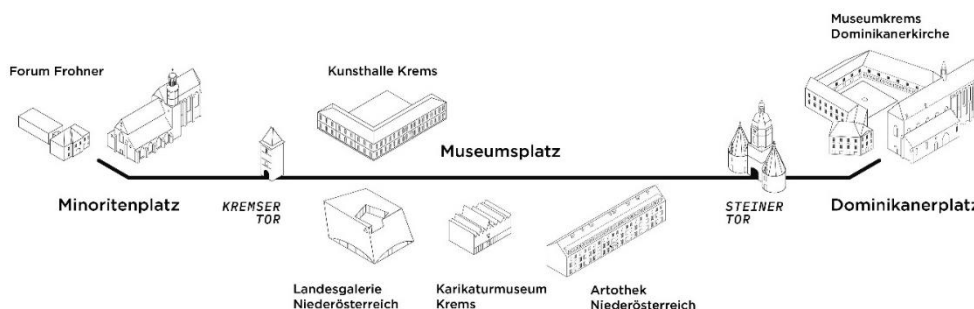 Museumkrems
Dominikanerkirche
Forum Frohner
Kunsthalle Krems
Museumsplatz
Minoritenplatz
KREMSER
TOR
STEINER
TOR
Dominikanerplatz
Landesgalerie
Niederösterreich
Karikaturmuseum
Krems
Artothek
Niederösterreich